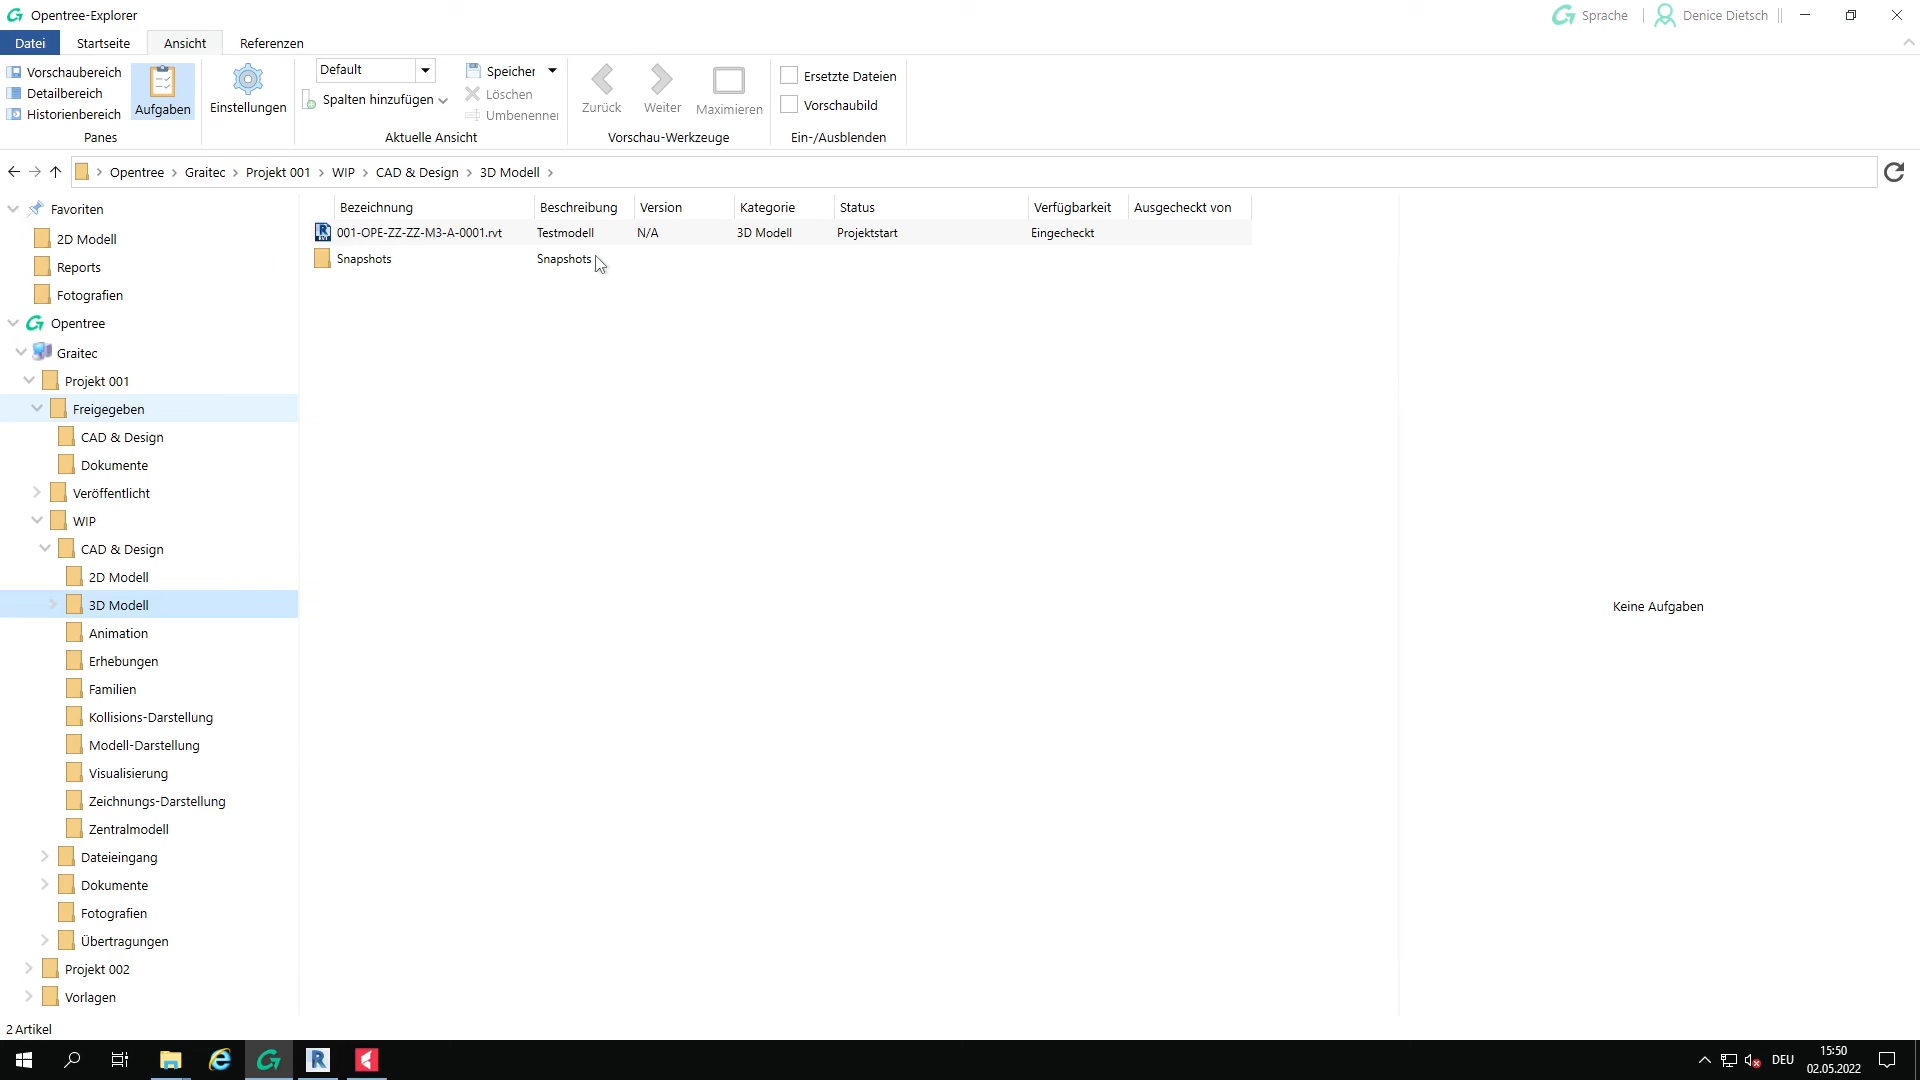 Opentree-Explorer
Sprache
Denice Dietsch
Datei Startseite Ansicht Referenzen
Vorschaubereich
Detailbereich
Historienbereich
Aufgaben
Panes
Einstellungen
Default
Spalten hinzufügen
Speicher
Löschen
Umbenenner
Aktuelle Ansicht
Zurück Weiter Maximieren
Vorschau-Werkzeuge
Ersetzte Dateien
Vorschaubild
Ein-/Ausblenden
Opentree Graitec Projekt 001 WIP CAD & Design 3D Modell
Favoriten
2D Modell
Reports
Fotografien
Opentree
Graitec
Projekt 001
Freigegeben
CAD & Design
Dokumente
Veröffentlicht
WIP
CAD & Design
2D Modell
3D Modell
Animation
Erhebungen
Familien
Kollisions-Darstellung
Modell-Darstellung
Visualisierung
Zeichnungs-Darstellung
Zentralmodell
Dateieingang
Dokumente
Fotografien
Übertragungen
Projekt 002
Vorlagen
Bezeichnung Beschreibung Version Kategorie Status Verfügbarkeit Ausgecheckt von
001-OPE-ZZ-ZZ-M3-A-0001.rvt Testmodell N/A 3D Modell Projektstart Eingecheckt
Snapshots Snapshots
Keine Aufgaben
2 Artikel
DEU
15:50
02.05.2022